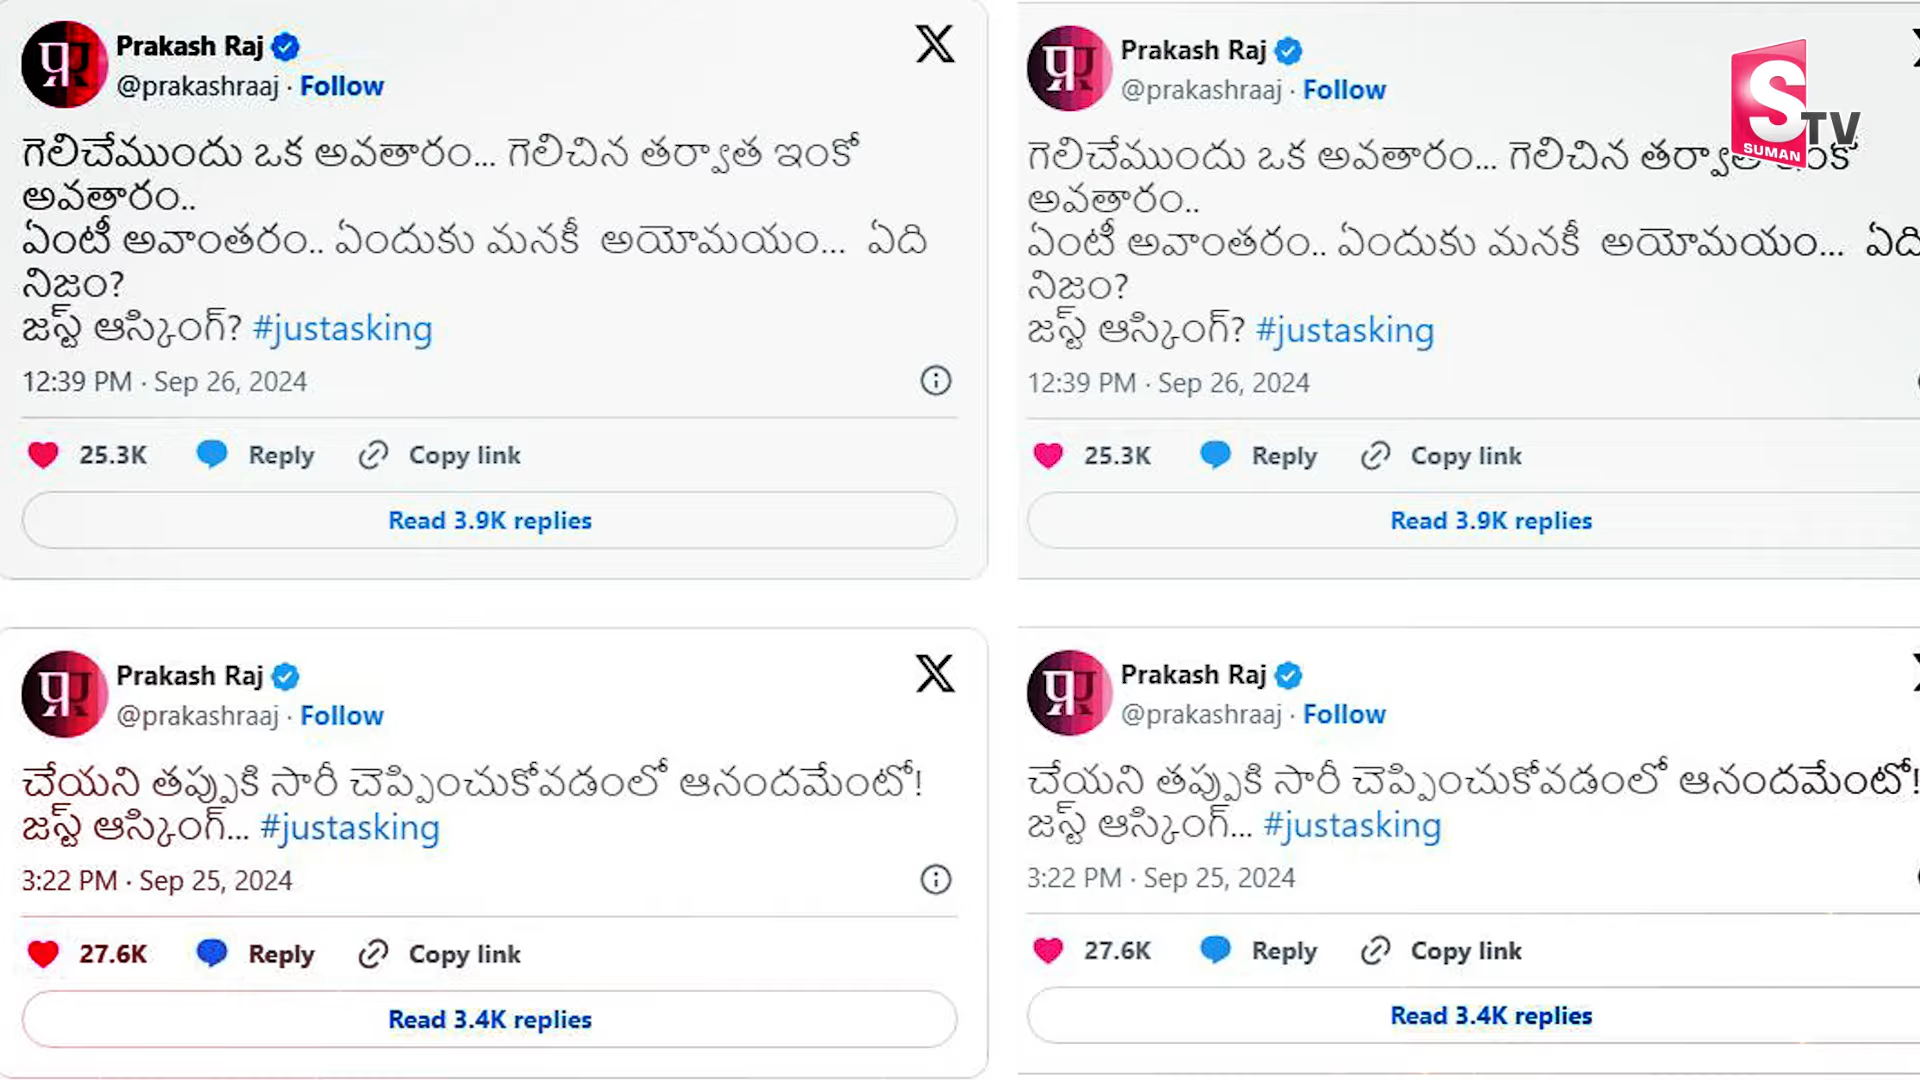 Prakash Raj
@prakashraaj · Follow
గెలిచేముందు ఒక అవతారం... గెలిచిన తర్వాత ఇంకో
అవతారం..
ఏంటీ అవాంతరం.. ఏందుకు మనకీ అయోమయం... ఏది
నిజం?
జస్ట్ ఆస్కింగ్? #justasking
12:39 PM · Sep 26, 2024
25.3K Reply Copy link
Read 3.9K replies
Prakash Raj
@prakashraaj · Follow
గెలిచేముందు ఒక అవతారం... గెలిచిన తర్వాత ఇంకో
అవతారం..
ఏంటీ అవాంతరం.. ఏందుకు మనకీ అయోమయం... ఏది
నిజం?
జస్ట్ ఆస్కింగ్? #justasking
12:39 PM · Sep 26, 2024
25.3K Reply Copy link
Read 3.9K replies
S TV
SUMAN
Prakash Raj
@prakashraaj · Follow
చేయని తప్పుకి సారీ చెప్పించుకోవడంలో ఆనందమేంటో!
జస్ట్ ఆస్కింగ్... #justasking
3:22 PM · Sep 25, 2024
27.6K Reply Copy link
Read 3.4K replies
Prakash Raj
@prakashraaj · Follow
చేయని తప్పుకి సారీ చెప్పించుకోవడంలో ఆనందమేంటో!
జస్ట్ ఆస్కింగ్... #justasking
3:22 PM · Sep 25, 2024
27.6K Reply Copy link
Read 3.4K replies